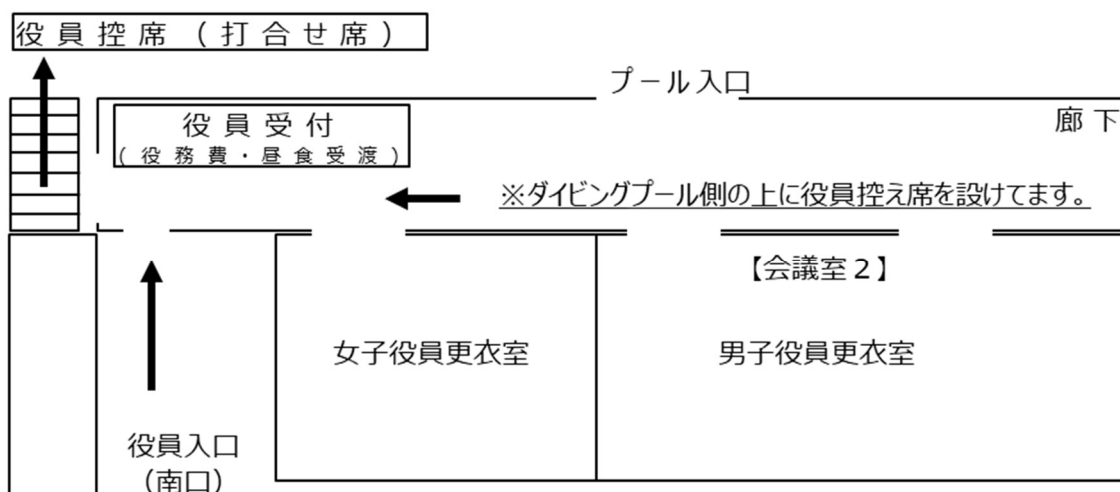 役員控席（打合せ席）
プール入口
廊下
役員受付
（役務費・昼食受渡）
※ダイビングプール側の上に役員控え席を設けてます。
【会議室２】
女子役員更衣室
男子役員更衣室
役員入口
（南口）